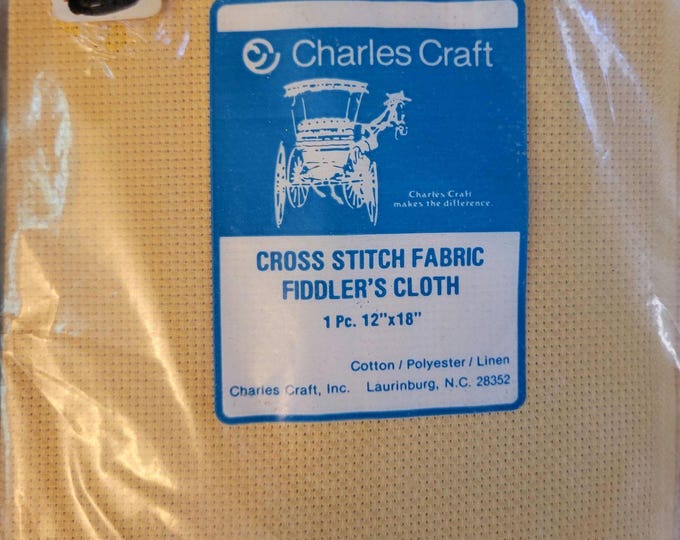 Charles Craft
Charles Craft
makes the difference.
CROSS STITCH FABRIC
FIDDLER'S CLOTH
1 Pc. 12"x18"
Cotton / Polyester / Linen
Charles Craft, Inc. Laurinburg, N.C. 28352